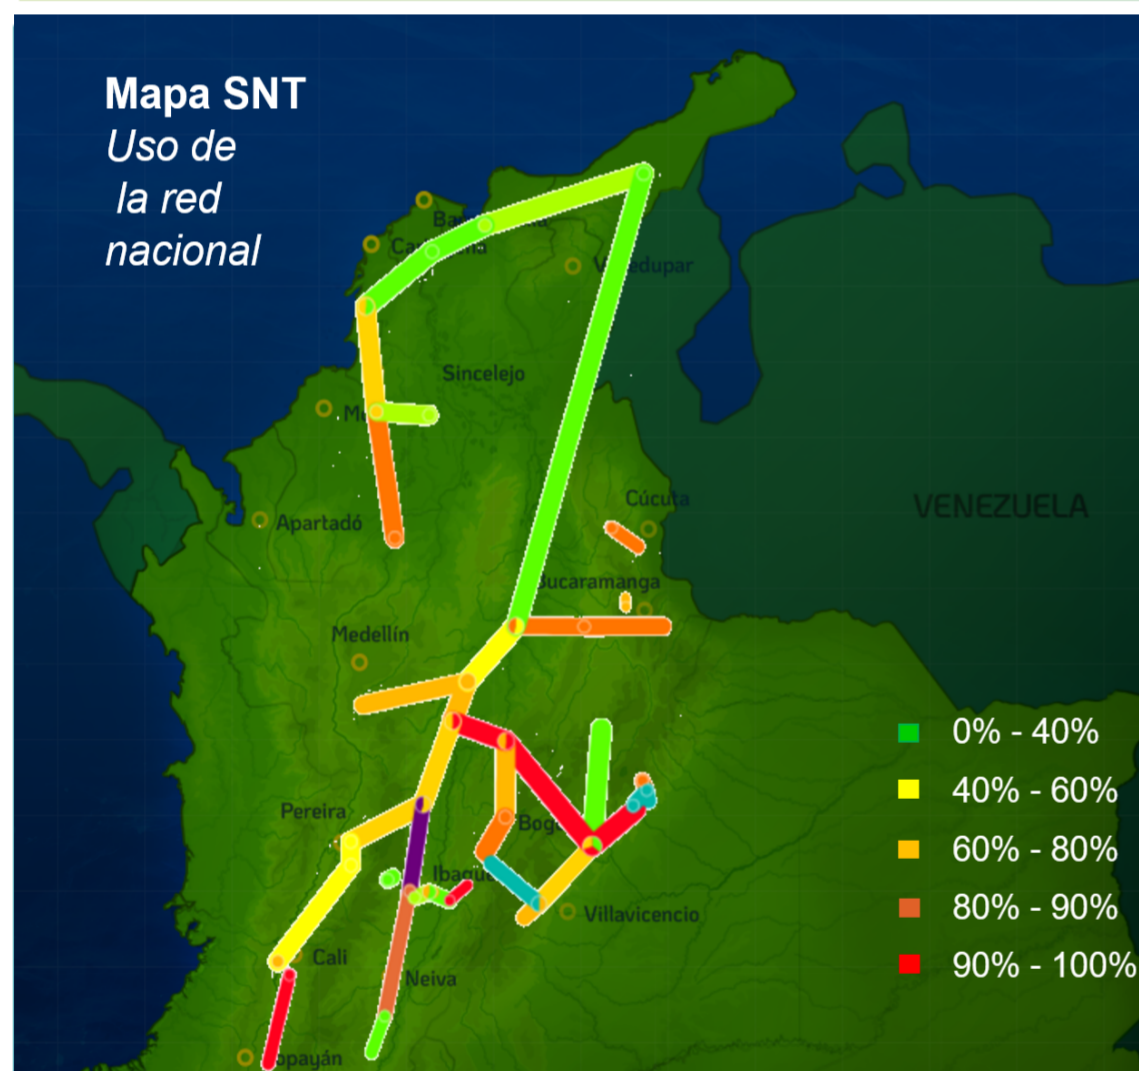 Mapa SNT
Uso de
la red
nacional
Sincelejo
Cúcuta
VENEZUELA
Apartadó
Medellín
Pereira
Villavicencio
Cali
Neiva
0% - 40%
40% - 60%
60% - 80%
80% - 90%
90% - 100%